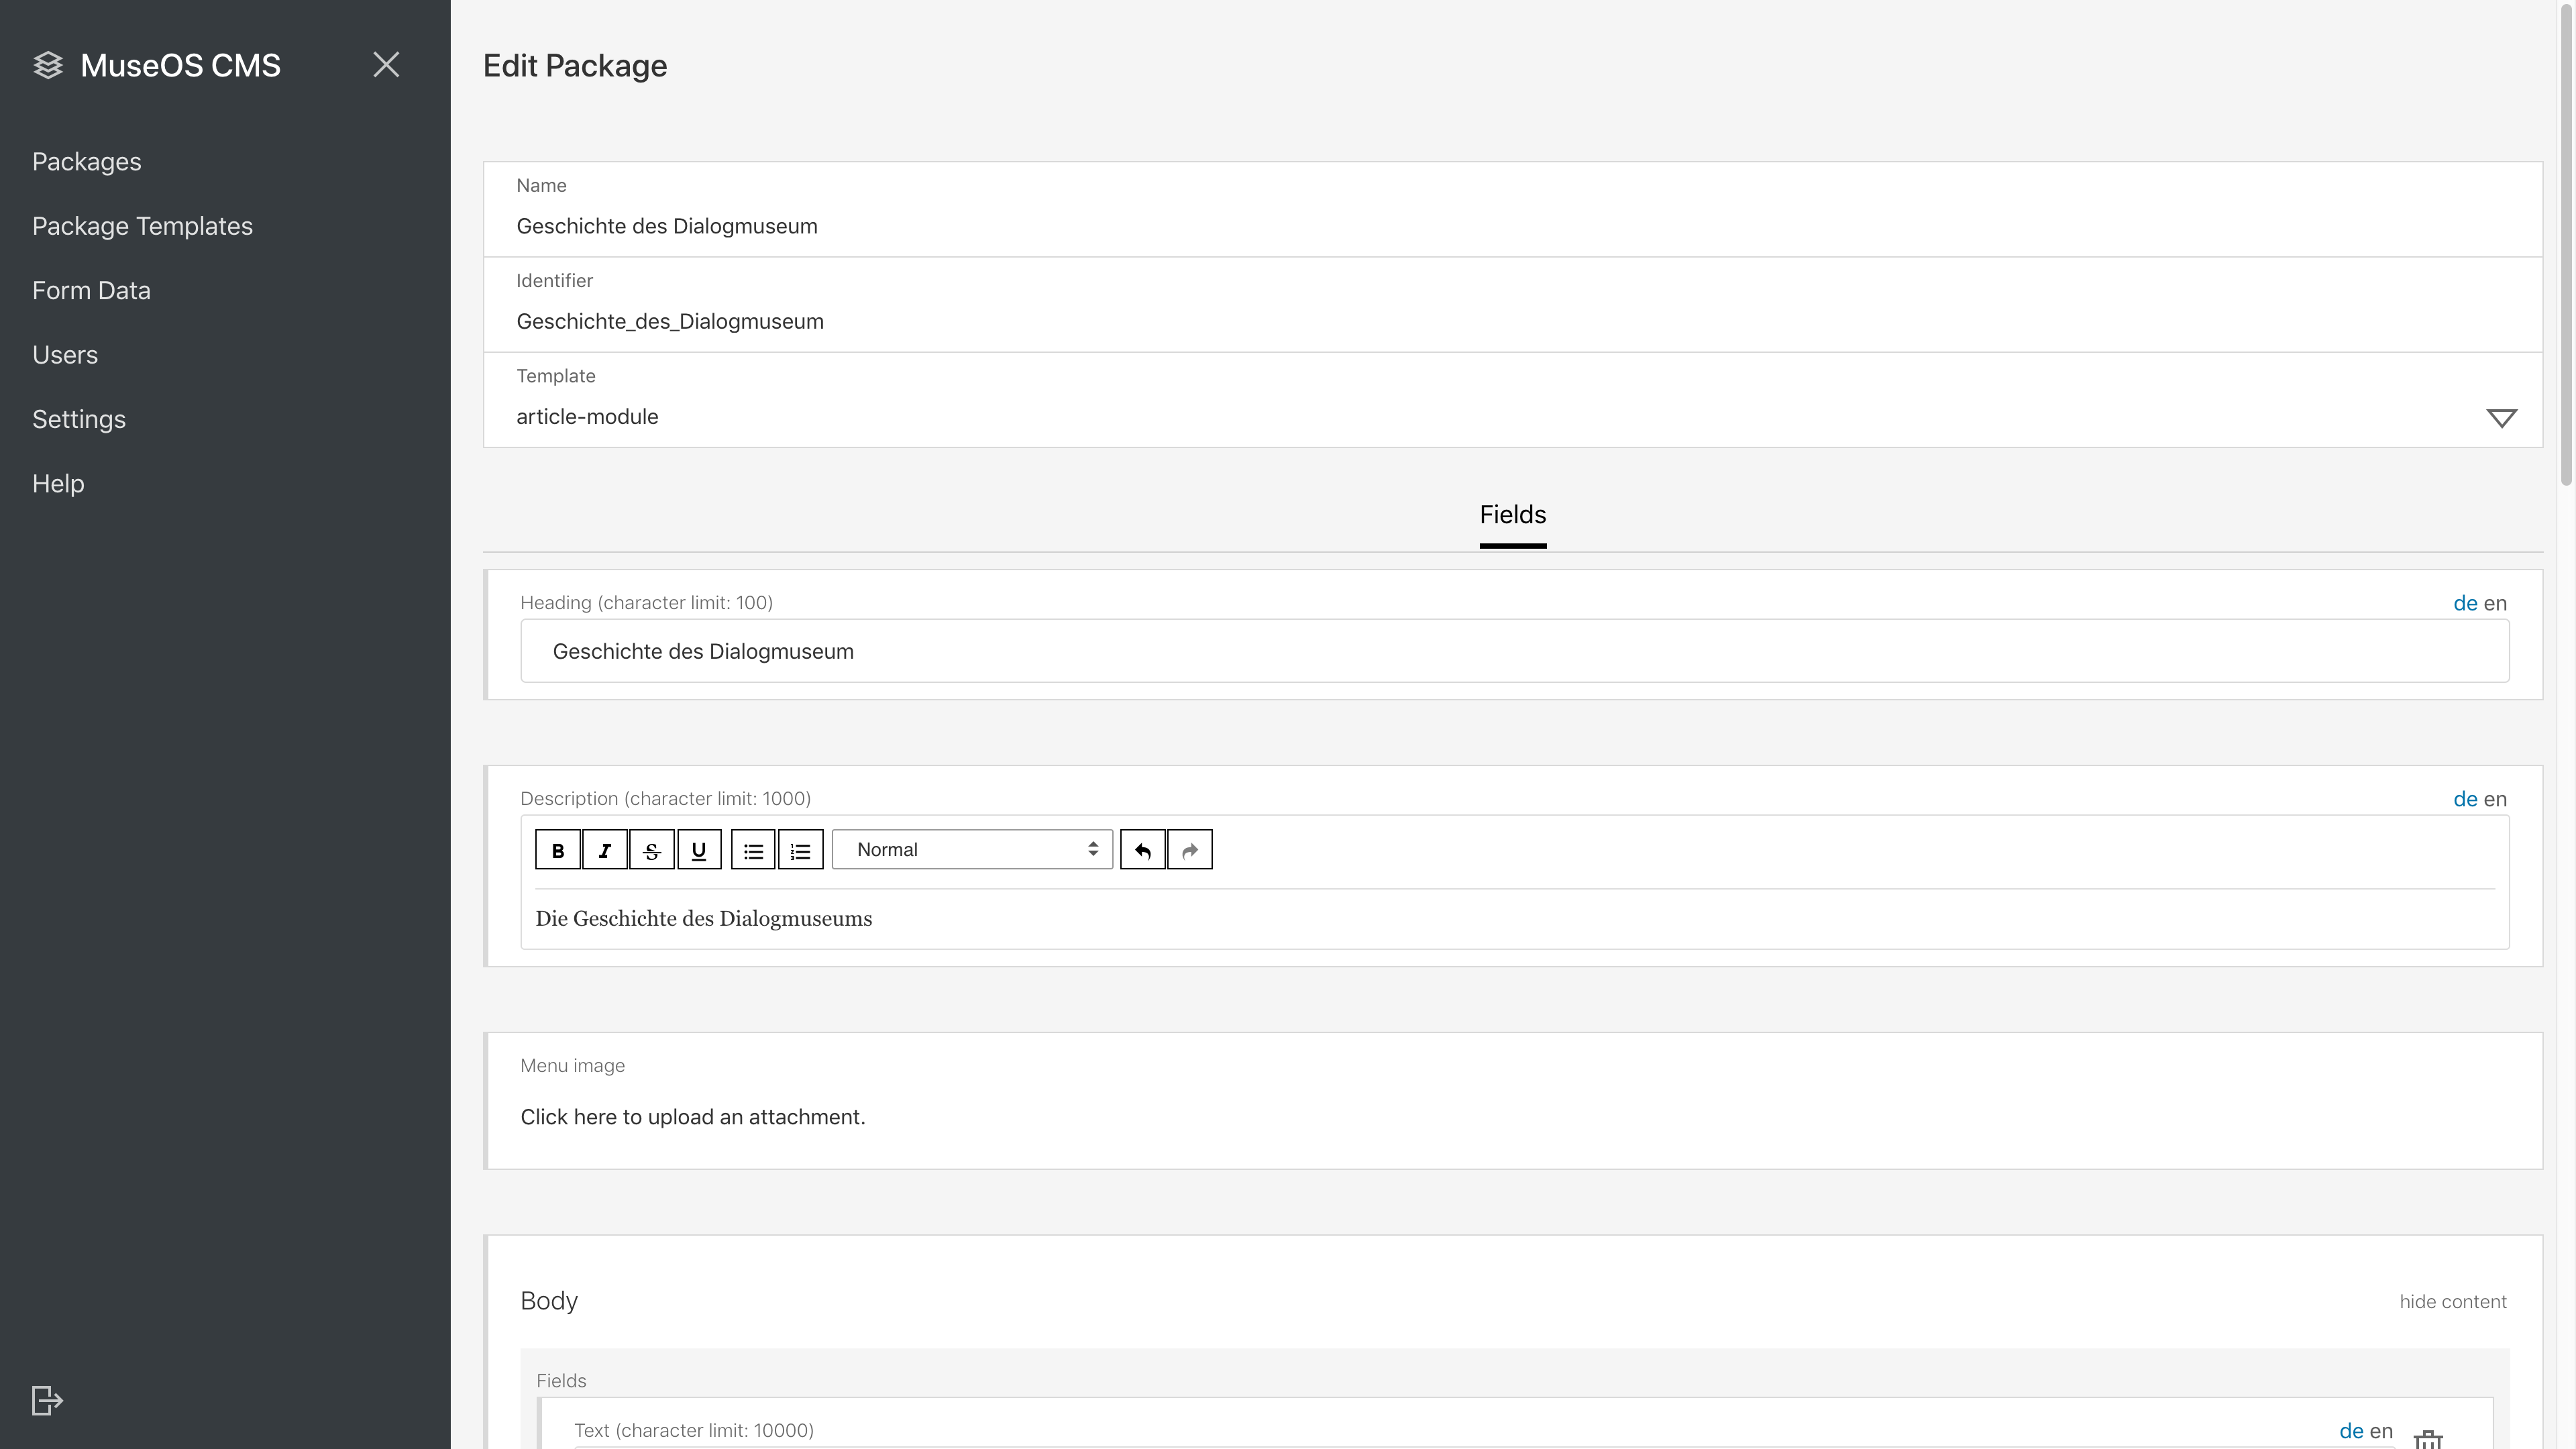 MuseOS CMS
Packages
Package Templates
Form Data
Users
Settings
Help
Edit Package
Name
Geschichte des Dialogmuseum
Identifier
Geschichte_des_Dialogmuseum
Template
article-module
Fields
Heading (character limit: 100)
de en
Geschichte des Dialogmuseum
Description (character limit: 1000)
de en
B I S U
Normal
Die Geschichte des Dialogmuseums
Menu image
Click here to upload an attachment.
Body
hide content
Fields
Text (character limit: 10000)
de en